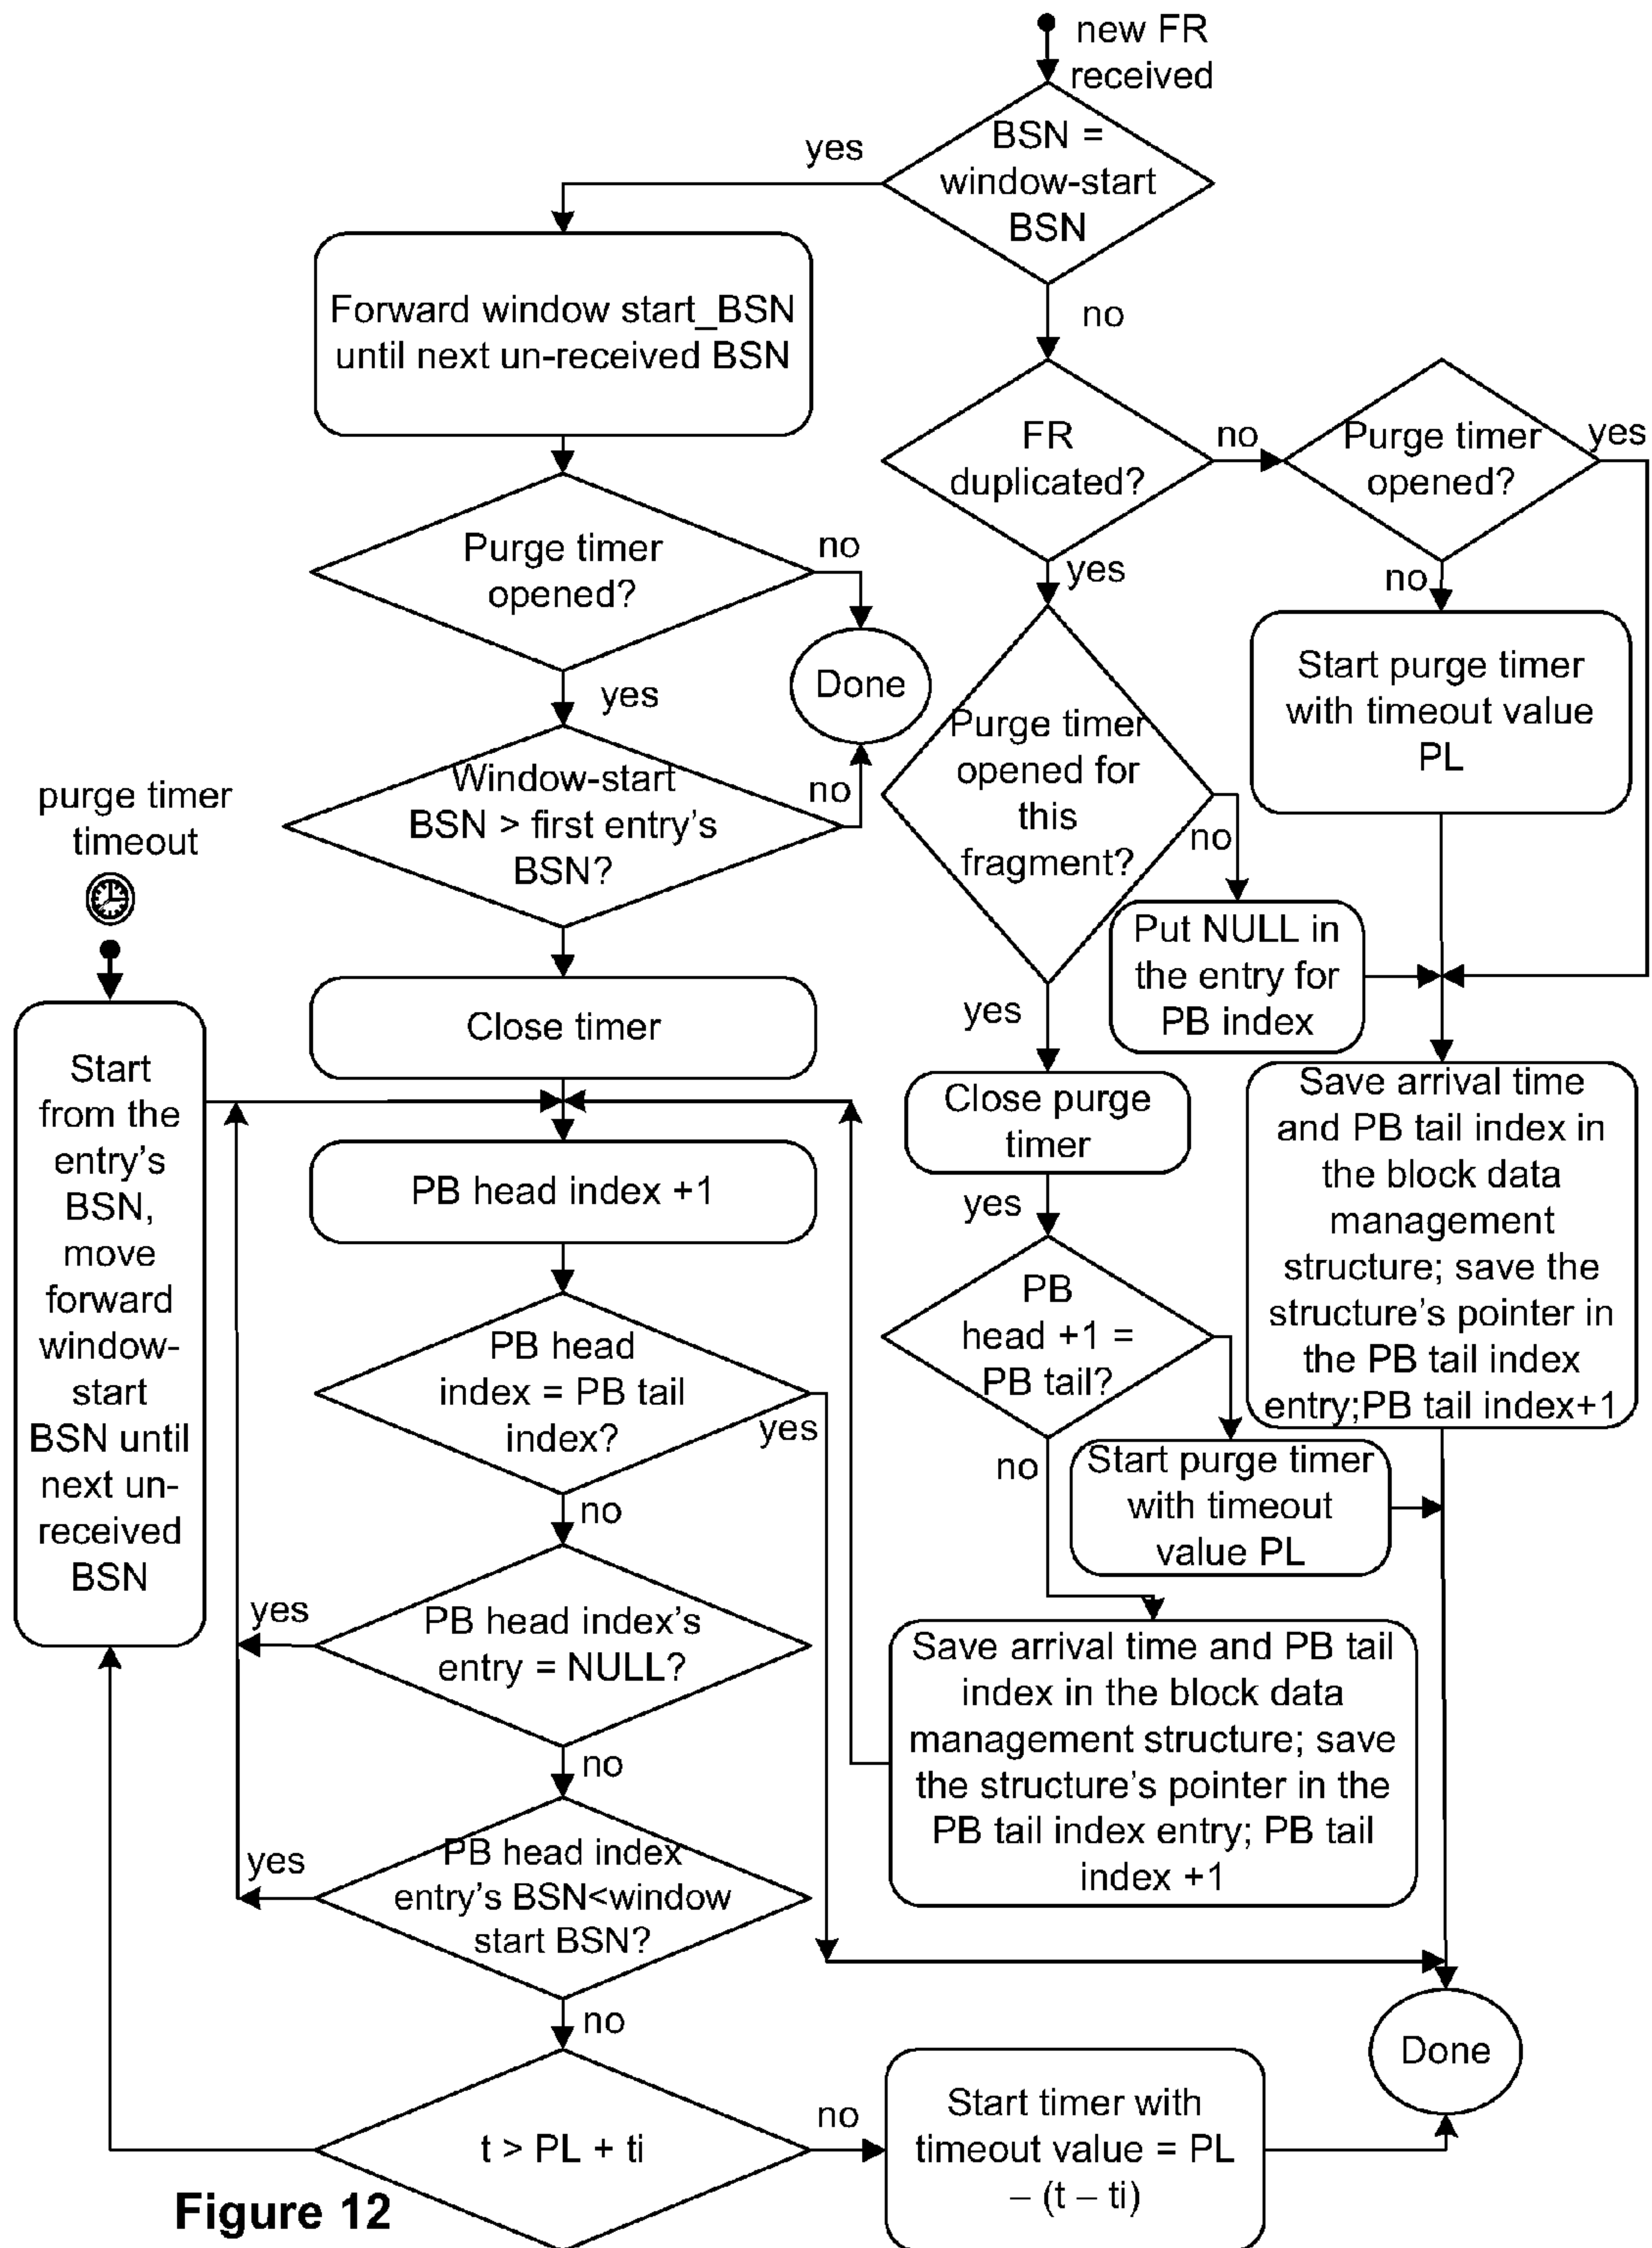 new FR
received
BSN =
window-start
BSN
yes
no
Forward window start_BSN
until next un-received BSN
FR
duplicated?
no
yes
Purge timer
opened?
yes
no
Purge timer
opened?
no
yes
Done
Start purge timer
with timeout value
PL
Purge timer
opened for
this
fragment?
no
yes
Window-start
BSN > first entry's
BSN?
no
purge timer
timeout
Put NULL in
the entry for
PB index
Close timer
Start
from the
entry's
BSN,
move
forward
window-
start
BSN until
next un-
received
BSN
Close purge
timer
yes
Save arrival time
and PB tail index in
the block data
management
structure; save the
structure's pointer in
the PB tail index
entry;PB tail index+1
PB head index +1
PB
head +1 =
PB tail?
no
PB head
index = PB tail
index?
yes
no
Start purge timer
with timeout
value PL
PB head index's
entry = NULL?
yes
no
Save arrival time and PB tail
index in the block data
management structure; save
the structure's pointer in the
PB tail index entry; PB tail
index +1
PB head index
entry's BSN<window
start BSN?
yes
no
Done
t > PL + ti
no
Start timer with
timeout value = PL
– (t – ti)
Figure 12